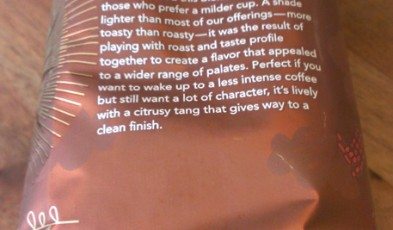 those who prefer a milder cup. A shade
lighter than most of our offerings—more
toasty than roasty—it was the result of
playing with roast and taste profile
together to create a flavor that appealed
to a wider range of palates. Perfect if you
want to wake up to a less intense coffee
but still want a lot of character, it's lively
with a citrusy tang that gives way to a
clean finish.